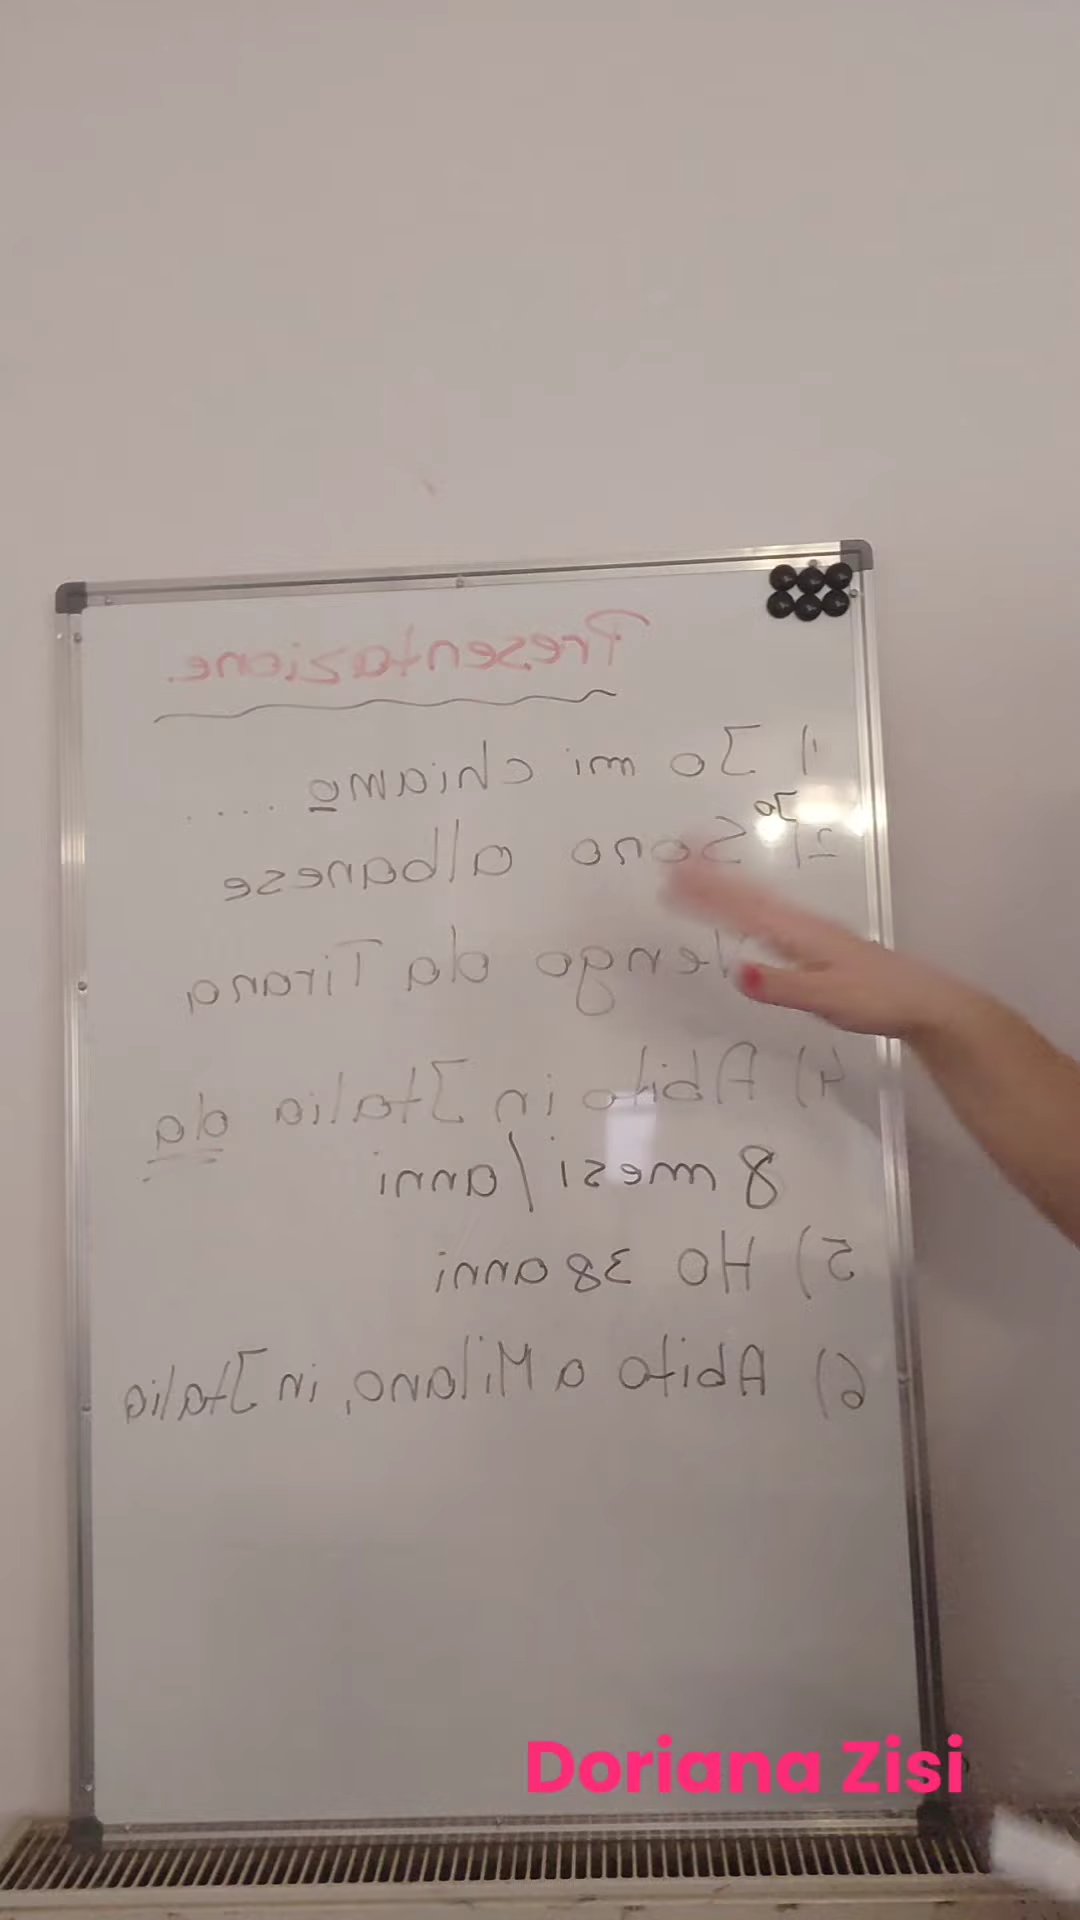 Presentazione.
1) Io mi chiamo ....
2) Io Sono albanese
Vengo da Tirana
4) Abito in Italia da
8 mesi/anni
5) Ho 38 anni
6) Abito a Milano, in Italia
Doriana Zisi